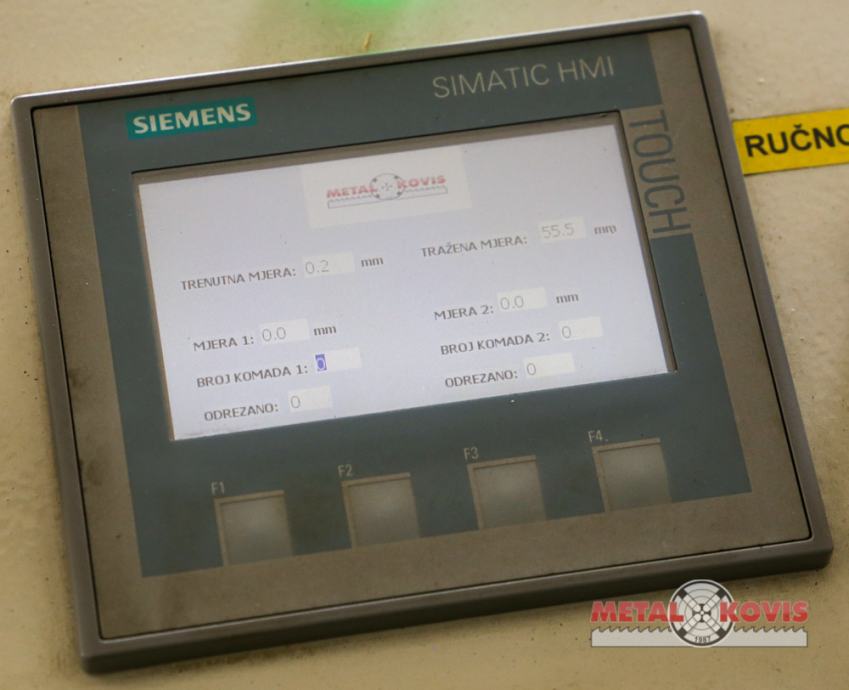 SIEMENS
SIMATIC HMI
TOUCH
RUČNO
METAL KOVIS
TRENUTNA MJERA: 0.2 mm
TRAŽENA MJERA: 55.5 mm
MJERA 1: 0.0 mm
MJERA 2: 0.0 mm
BROJ KOMADA 1: 0
BROJ KOMADA 2: 0
ODREZANO: 0
ODREZANO: 0
F1
F2
F3
F4
METAL KOVIS
1987